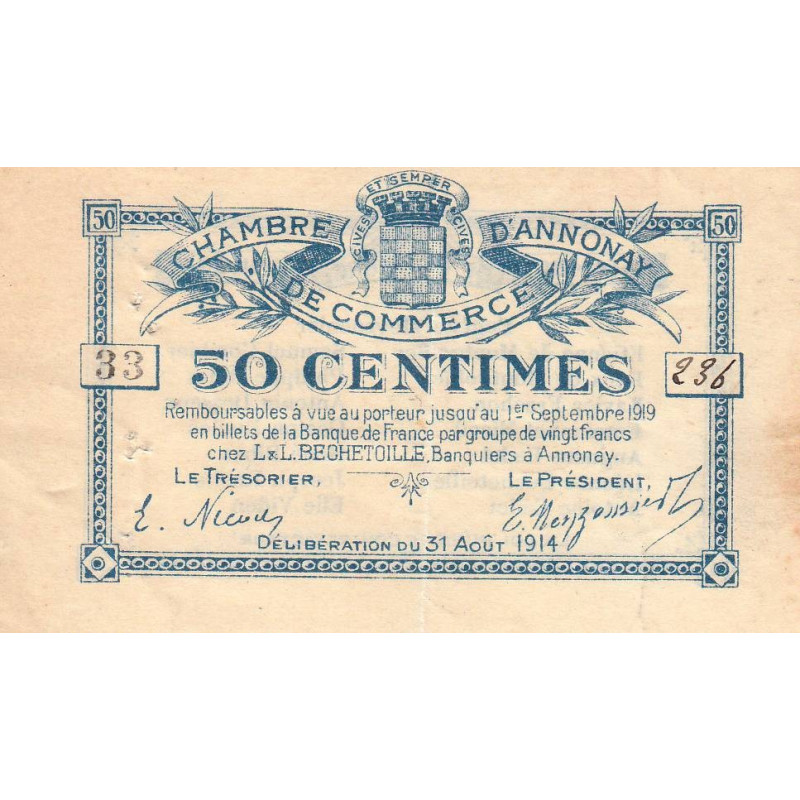 CIVES ET SEMPER CIVES
50 50
CHAMBRE DE COMMERCE D'ANNONAY
33 50 CENTIMES 236
Remboursables à vue au porteur jusqu'au 1er Septembre 1919
en billets de la Banque de France par groupe de vingt francs
chez L&L. BECHETOILLE, Banquiers à Annonay.
LE TRÉSORIER, LE PRÉSIDENT,
DÉLIBÉRATION DU 31 AOÛT 1914